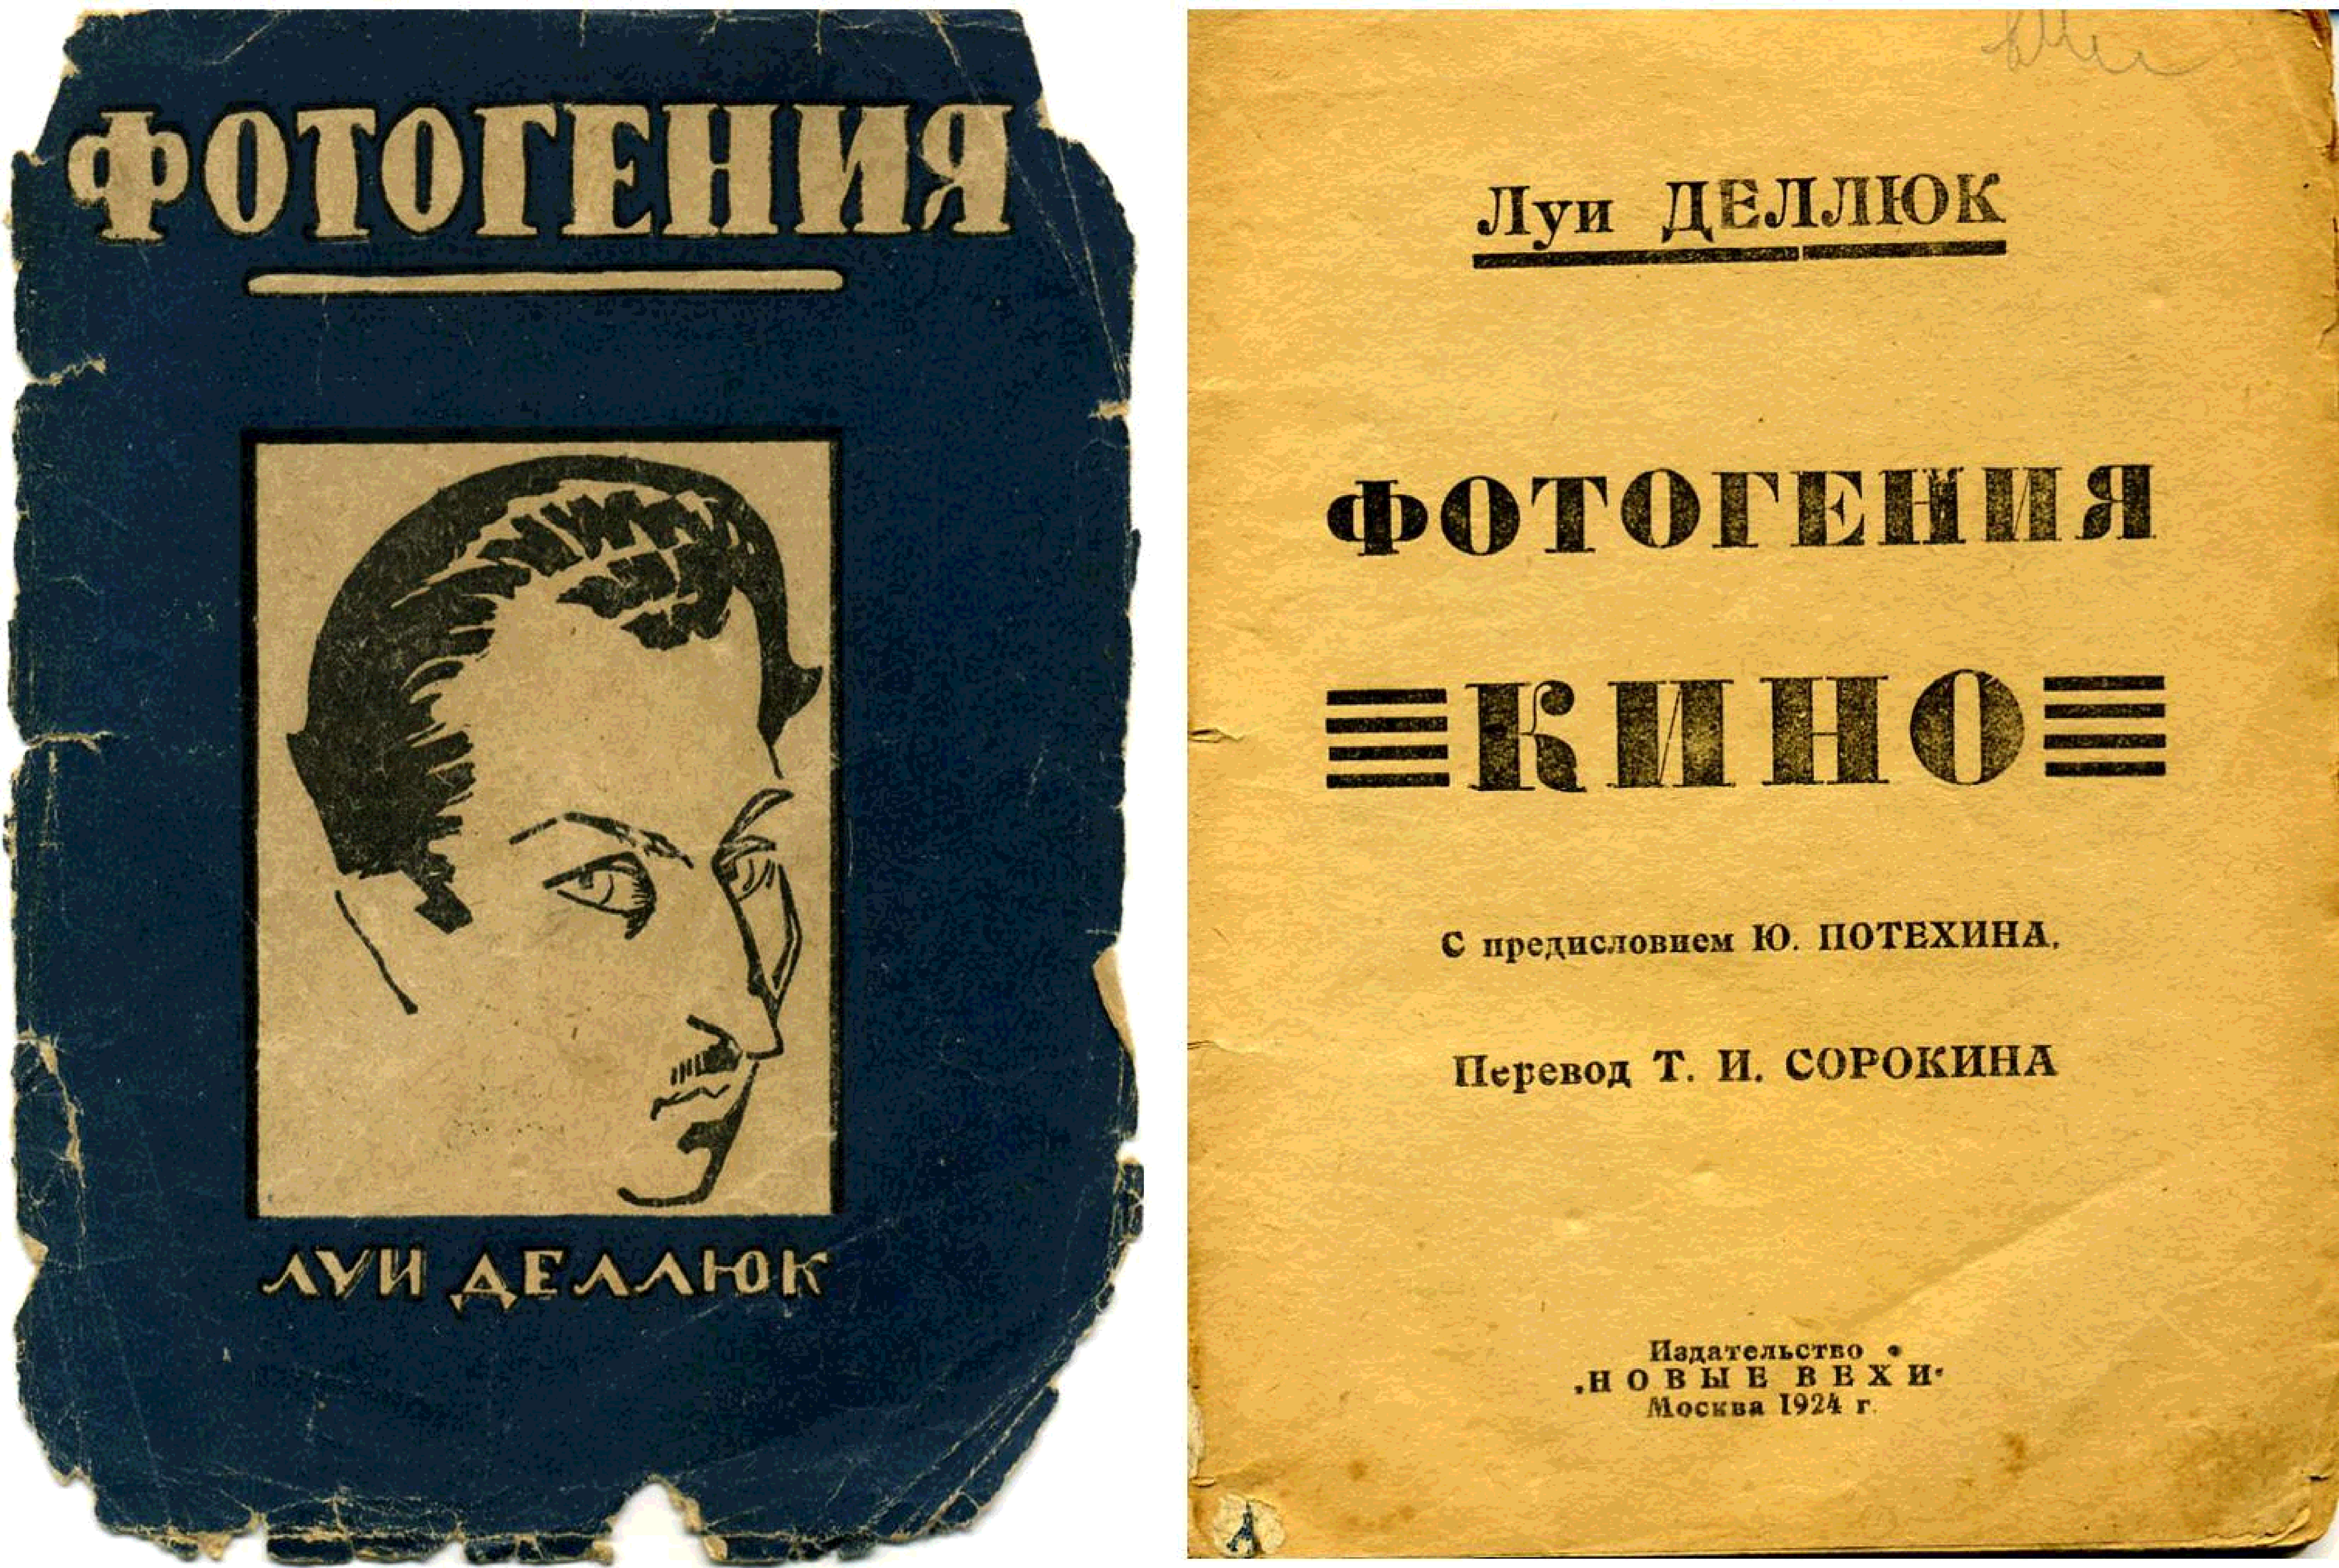 ФОТОГЕНИЯ
ЛУИ ДЕЛЛЮК
Луи ДЕЛЛЮК
ФОТОГЕНИЯ
КИНО
С предисловием Ю. ПОТЕХИНА.
Перевод Т. И. СОРОКИНА
Издательство
„НОВЫЕ ВЕХИ“
Москва 1924 г.